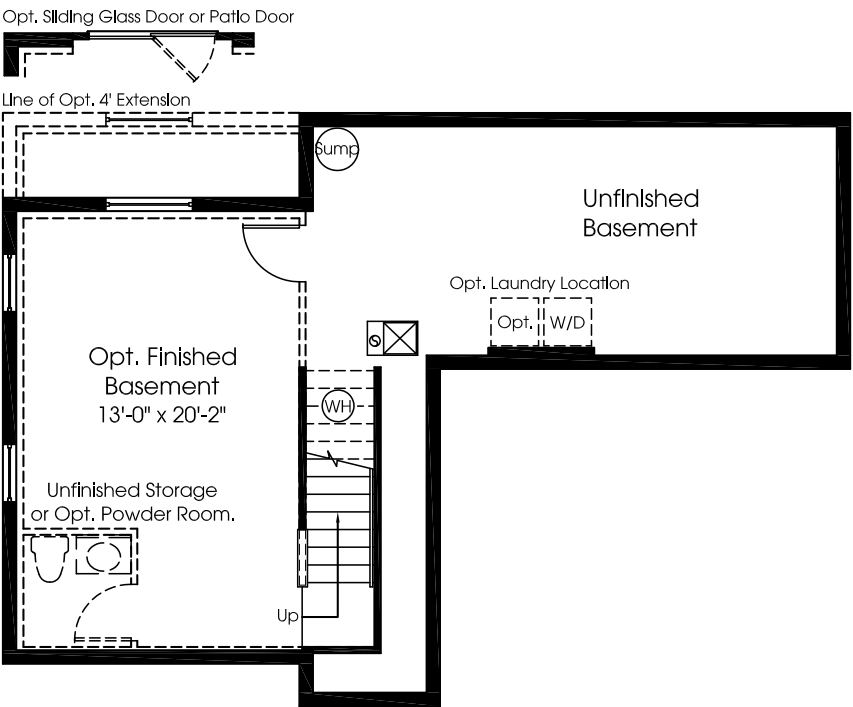 Opt. Sliding Glass Door or Patio Door
Line of Opt. 4' Extension
Sump
Unfinished
Basement
Opt. Laundry Location
Opt.
W/D
Opt. Finished
Basement
13'-0" x 20'-2"
WH
Unfinished Storage
or Opt. Powder Room.
Up